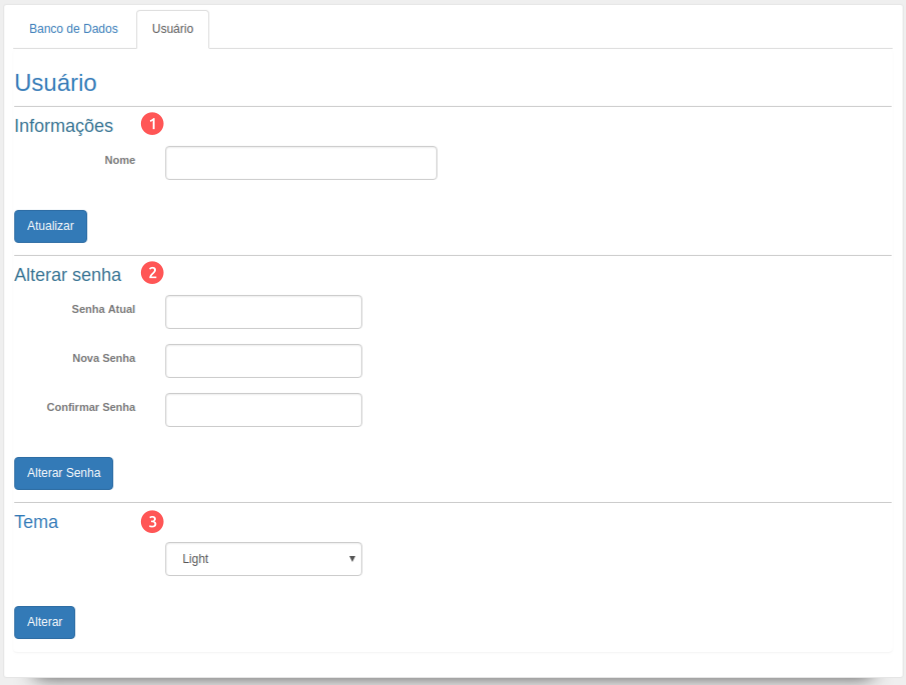 Banco de Dados Usuário
Usuário
Informações 1
Nome
Atualizar
Alterar senha 2
Senha Atual
Nova Senha
Confirmar Senha
Alterar Senha
Tema 3
Light
Alterar